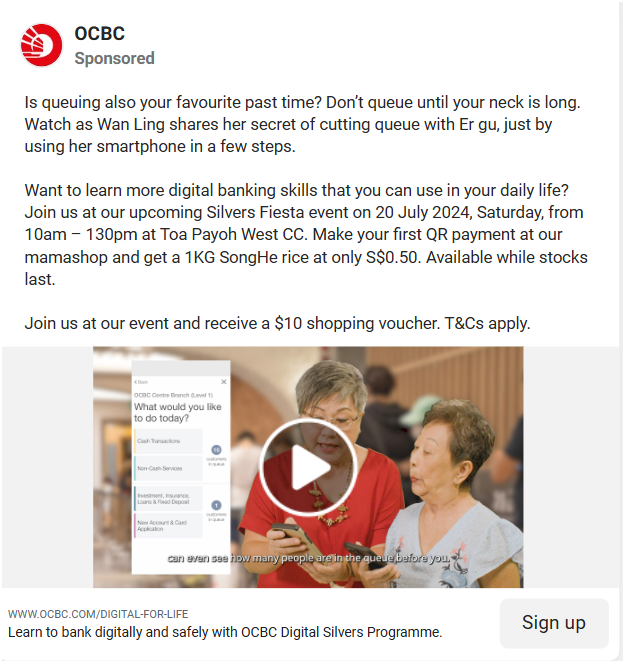 OCBC
Sponsored
Is queuing also your favourite past time? Don’t queue until your neck is long.
Watch as Wan Ling shares her secret of cutting queue with Er gu, just by
using her smartphone in a few steps.
Want to learn more digital banking skills that you can use in your daily life?
Join us at our upcoming Silvers Fiesta event on 20 July 2024, Saturday, from
10am – 130pm at Toa Payoh West CC. Make your first QR payment at our
mamashop and get a 1KG SongHe rice at only S$0.50. Available while stocks
last.
Join us at our event and receive a $10 shopping voucher. T&Cs apply.
< Back
OCBC Centre Branch (Level 1)
What would you like
to do today?
Cash Transactions
customers
in queue
Non-Cash Services
Investment, Insurance,
Loans & Fixed Deposit
1
customers
in queue
New Account & Card
Application
can even see how many people are in the queue before you.
WWW.OCBC.COM/DIGITAL-FOR-LIFE
Learn to bank digitally and safely with OCBC Digital Silvers Programme.
Sign up